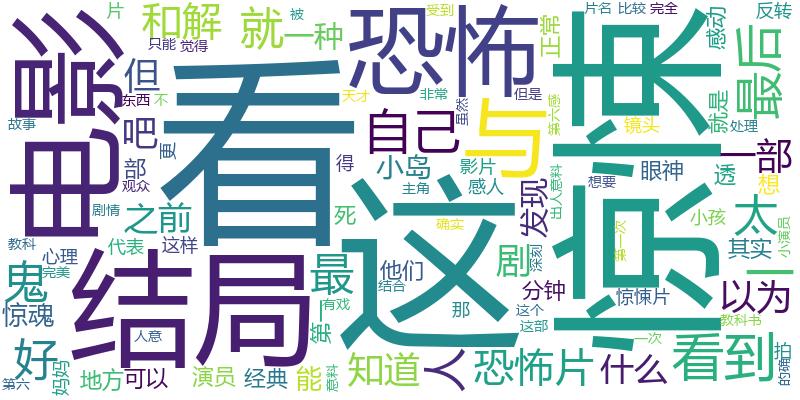 片
和解
就
一种
被
只能
觉得
恐怖
受到
正常
片名
比较
完全
感动
反转
电影
但
东西
不
天才
非常
但是
虽然
第六感
就是
最后
惊悚
看
与
镜头
处理
故事
吧
部
更
自己
得
小岛
影片
感人
主角
发现
出人意料
一部
眼神
透
想
想要
观众
剧情
之前
死
这
确实
深刻
第一次
小孩
太
其实
小演员
教科
心理
代表
这样
完美
鬼
结局
最
他们
结合
那
剧
分钟
惊悚片
以为
惊魂
第一
有戏
这个
这部
教科书
人意
好
第六
妈妈
地方
可以
演员
经典
能
意料
知道
人
恐怖片
什么
一次
看到
拍
的确